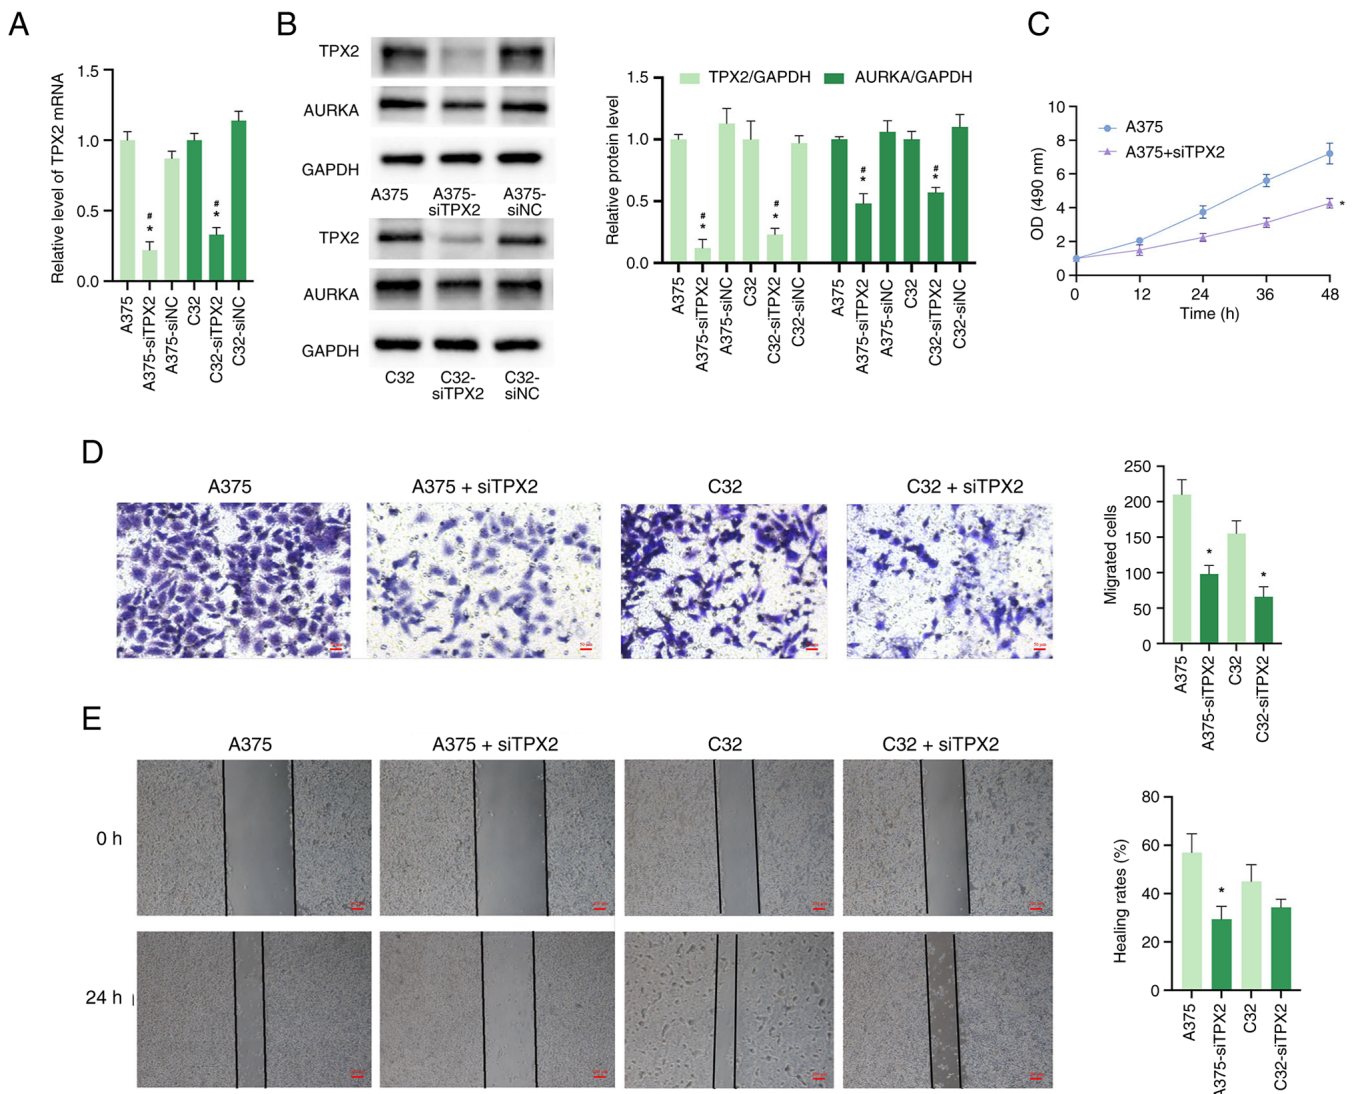 A
Relative level of TPX2 mRNA
1.5
1.0
0.5
0.0
#
*
#
*
A375
A375-siTPX2
A375-siNC
C32
C32-siTPX2
C32-siNC
B
TPX2
AURKA
GAPDH
A375 A375-siTPX2 A375-siNC
TPX2
AURKA
GAPDH
C32 C32-siTPX2 C32-siNC
TPX2/GAPDH AURKA/GAPDH
Relative protein level
1.5
1.0
0.5
0.0
#
*
#
*
#
*
#
*
A375
A375-siTPX2
A375-siNC
C32
C32-siTPX2
C32-siNC
A375
A375-siTPX2
A375-siNC
C32
C32-siTPX2
C32-siNC
C
OD (490 nm)
10
8
6
4
2
0
A375
A375+siTPX2
*
0 12 24 36 48
Time (h)
D
A375 A375 + siTPX2 C32 C32 + siTPX2
Migrated cells
250
200
150
100
50
0
*
*
A375
A375-siTPX2
C32
C32-siTPX2
E
A375 A375 + siTPX2 C32 C32 + siTPX2
0 h
24 h
Healing rates (%)
80
60
40
20
0
*
A375
A375-siTPX2
C32
C32-siTPX2